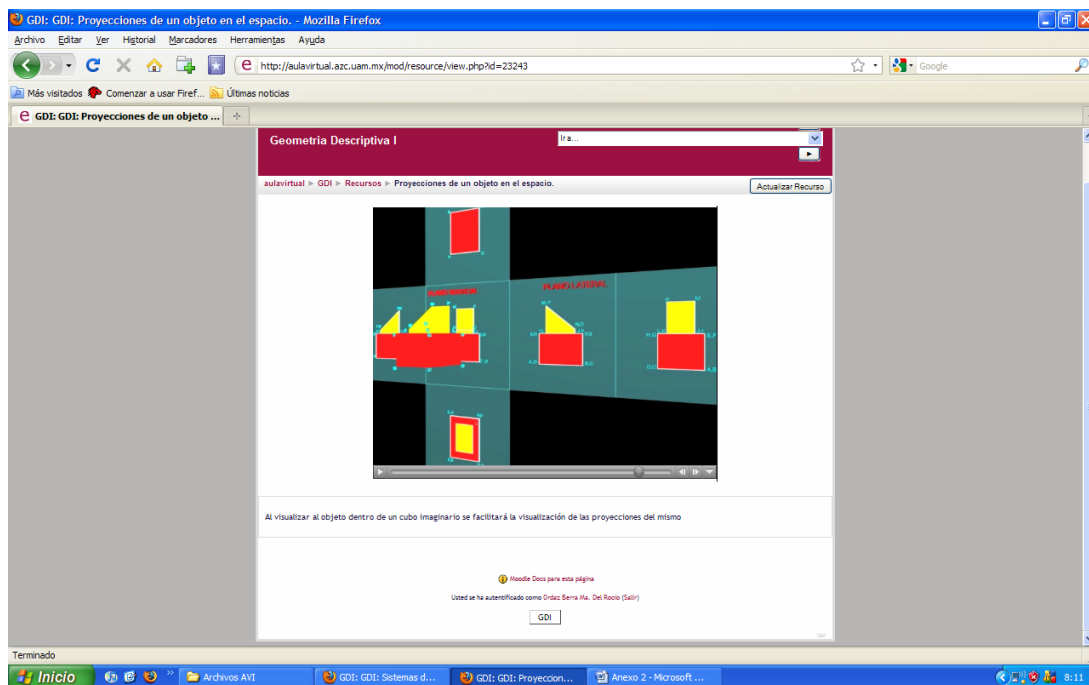 GDI: GDI: Proyecciones de un objeto en el espacio. - Mozilla Firefox
Archivo Editar Ver Historial Marcadores Herramientas Ayuda
http://aulavirtual.azc.uam.mx/mod/resource/view.php?id=23243
Google
Más visitados Comenzar a usar Firef... Últimas noticias
GDI: GDI: Proyecciones de un objeto ...
Geometria Descriptiva I
Ir a...
aulavirtual ► GDI ► Recursos ► Proyecciones de un objeto en el espacio.
Actualizar Recurso
PLANO LATERAL
Al visualizar al objeto dentro de un cubo imaginario se facilitará la visualización de las proyecciones del mismo
Moodle Docs para esta página
Usted se ha autentificado como Ordaz Berra Ma. Del Rocío (Salir)
GDI
Terminado
Inicio
Archivos AVI
GDI: GDI: Sistemas d...
GDI: GDI: Proyeccion...
Anexo 2 - Microsoft ...
8:11